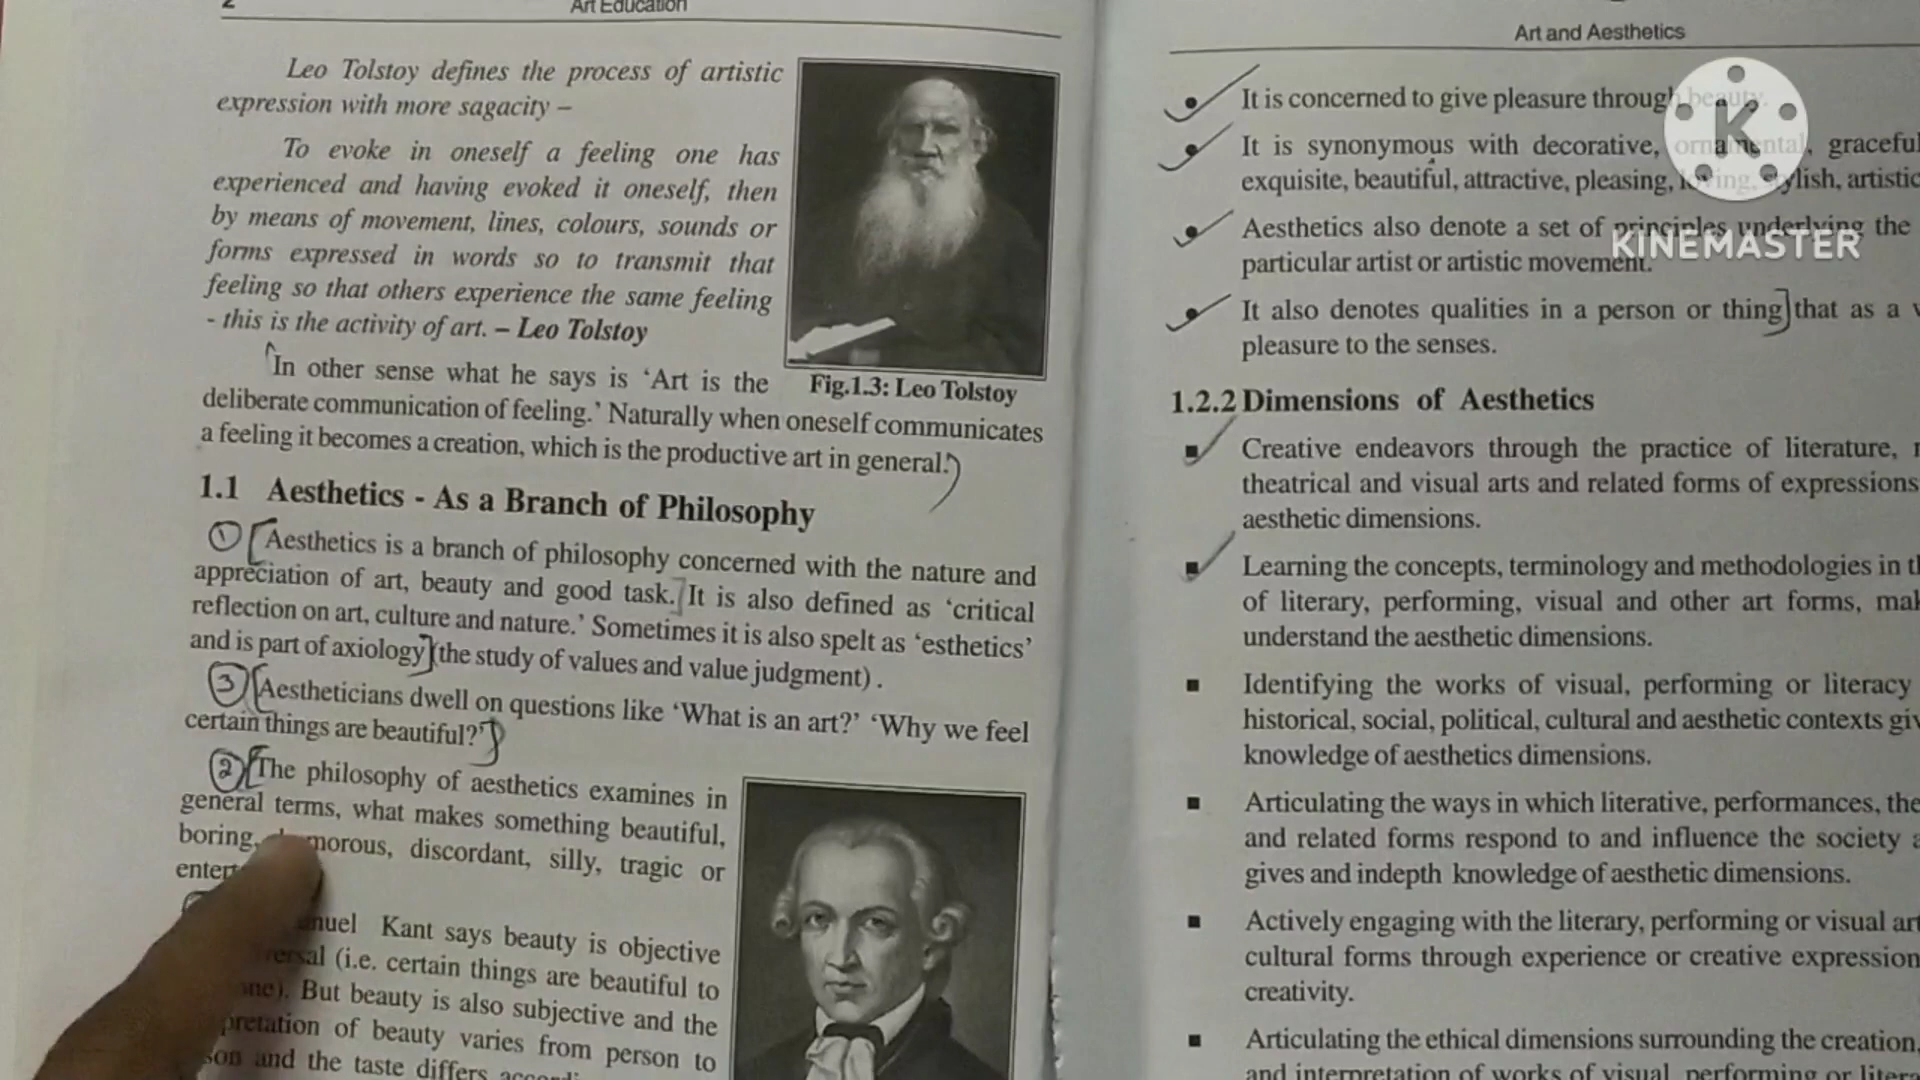 2
Art Education
Leo Tolstoy defines the process of artistic
expression with more sagacity –
To evoke in oneself a feeling one has
experienced and having evoked it oneself, then
by means of movement, lines, colours, sounds or
forms expressed in words so to transmit that
feeling so that others experience the same feeling
- this is the activity of art. – Leo Tolstoy
Fig.1.3: Leo Tolstoy
In other sense what he says is ‘Art is the
deliberate communication of feeling.’ Naturally when oneself communicates
a feeling it becomes a creation, which is the productive art in general.
1.1 Aesthetics - As a Branch of Philosophy
1 Aesthetics is a branch of philosophy concerned with the nature and
appreciation of art, beauty and good task. It is also defined as ‘critical
reflection on art, culture and nature.’ Sometimes it is also spelt as ‘esthetics’
and is part of axiology (the study of values and value judgment) .
3 Aestheticians dwell on questions like ‘What is an art?’ ‘Why we feel
certain things are beautiful?’
2 The philosophy of aesthetics examines in
general terms, what makes something beautiful,
boring, discordant, silly, tragic or
Kant says beauty is objective
(i.e. certain things are beautiful to
But beauty is also subjective and the
of beauty varies from person to
and the taste differs
Art and Aesthetics
It is concerned to give pleasure through beauty.
It is synonymous with decorative, ornamental, graceful
exquisite, beautiful, attractive, pleasing, loving, stylish, artistic
Aesthetics also denote a set of principles underlying the
particular artist or artistic movement.
It also denotes qualities in a person or thing that as a
pleasure to the senses.
1.2.2 Dimensions of Aesthetics
Creative endeavors through the practice of literature,
theatrical and visual arts and related forms of expressions
aesthetic dimensions.
Learning the concepts, terminology and methodologies in
of literary, performing, visual and other art forms,
understand the aesthetic dimensions.
Identifying the works of visual, performing or literacy
historical, social, political, cultural and aesthetic contexts
knowledge of aesthetics dimensions.
Articulating the ways in which literative, performances,
and related forms respond to and influence the society
gives and indepth knowledge of aesthetic dimensions.
Actively engaging with the literary, performing or visual
cultural forms through experience or creative expression
creativity.
Articulating the ethical dimensions surrounding the creation,
and interpretation of works of visual, performing or
K
KINEMASTER